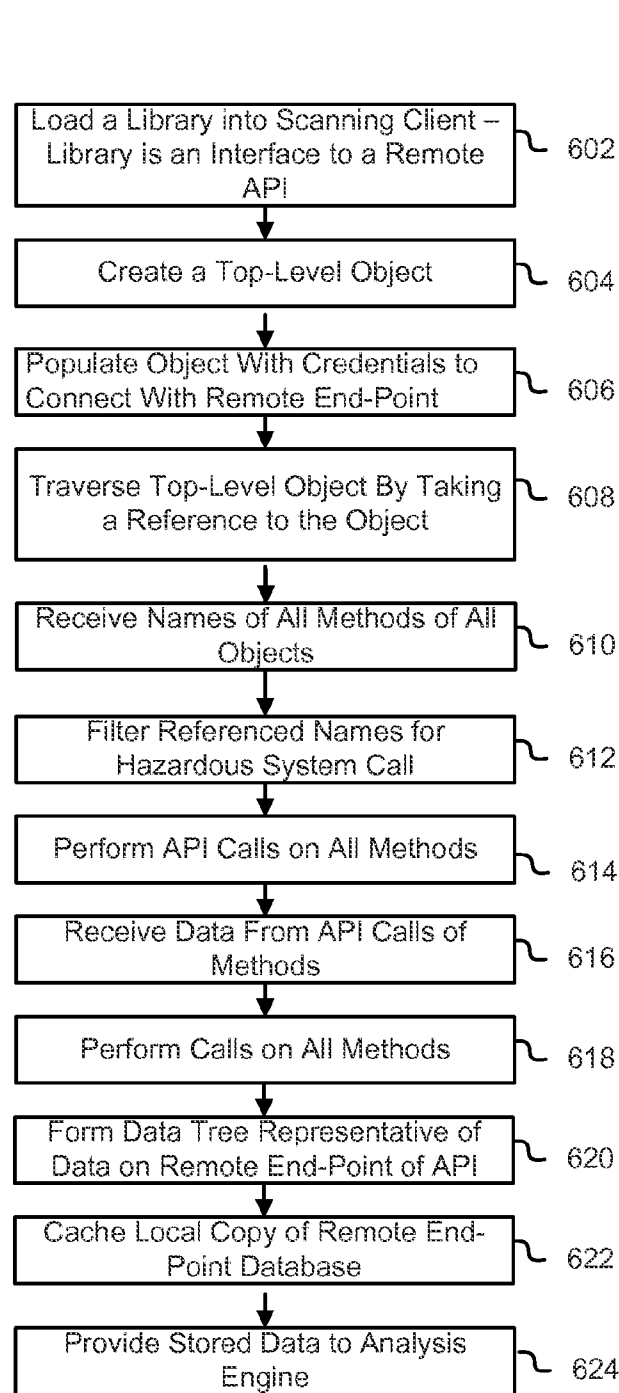 Load a Library into Scanning Client –
Library is an Interface to a Remote
API
602
Create a Top-Level Object
604
Populate Object With Credentials to
Connect With Remote End-Point
606
Traverse Top-Level Object By Taking
a Reference to the Object
608
Receive Names of All Methods of All
Objects
610
Filter Referenced Names for
Hazardous System Call
612
Perform API Calls on All Methods
614
Receive Data From API Calls of
Methods
616
Perform Calls on All Methods
618
Form Data Tree Representative of
Data on Remote End-Point of API
620
Cache Local Copy of Remote End-
Point Database
622
Provide Stored Data to Analysis
Engine
624